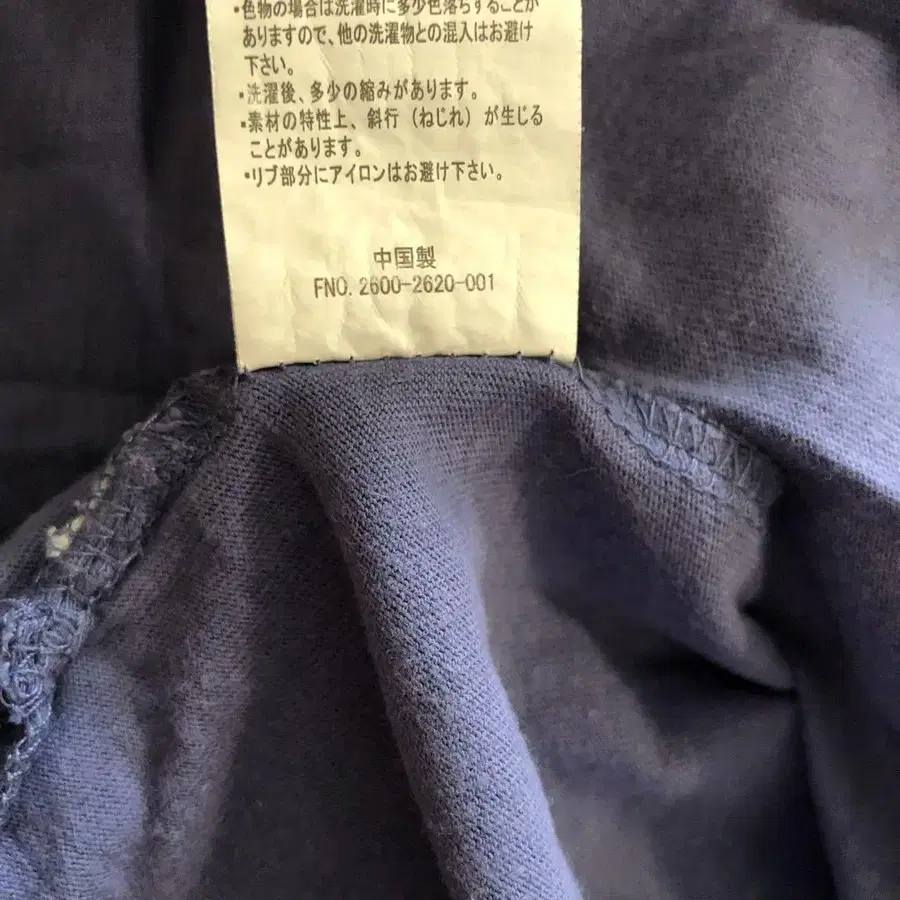 ・色物の場合は洗濯時に多少色落ちすることが
ありますので、他の洗濯物との混入はお避け
下さい。
・洗濯後、多少の縮みがあります。
・素材の特性上、斜行（ねじれ）が生じる
ことがあります。
・リブ部分にアイロンはお避け下さい。
中国製
FNO. 2600-2620-001